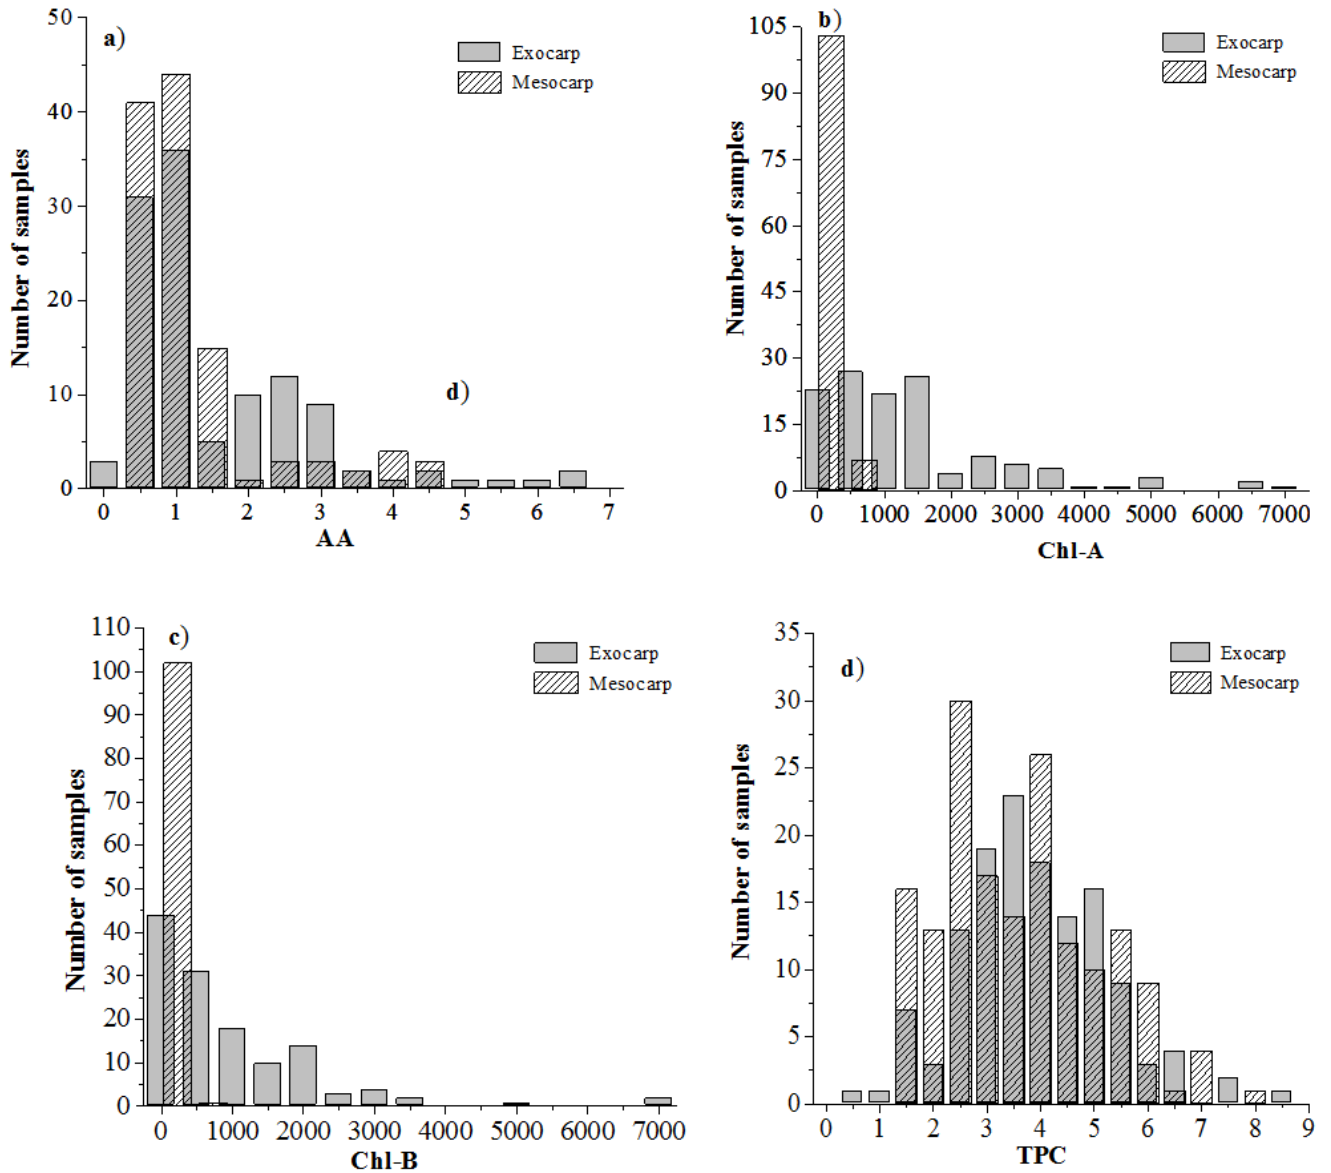 a)
50
40
30
20
10
0
Number of samples
Exocarp
Mesocarp
d)
0 1 2 3 4 5 6 7
AA
b)
105
90
75
60
45
30
15
0
Number of samples
Exocarp
Mesocarp
0 1000 2000 3000 4000 5000 6000 7000
Chl-A
c)
110
100
90
80
70
60
50
40
30
20
10
0
Number of samples
Exocarp
Mesocarp
0 1000 2000 3000 4000 5000 6000 7000
Chl-B
d)
35
30
25
20
15
10
5
0
Number of samples
Exocarp
Mesocarp
0 1 2 3 4 5 6 7 8 9
TPC